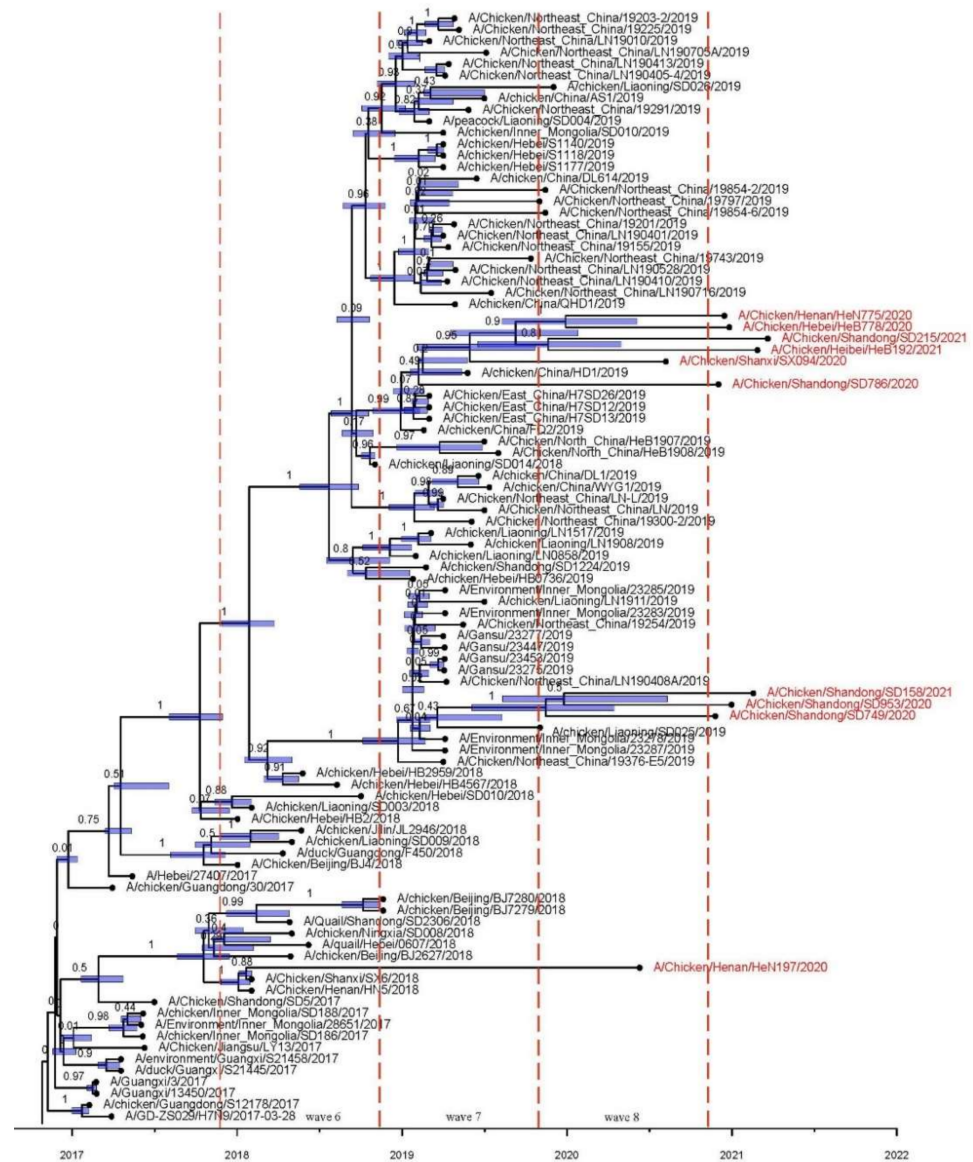 A/Chicken/Northeast_China/19203-2/2019
A/Chicken/Northeast_China/19225/2019
A/Chicken/Northeast_China/LN19010/2019
A/Chicken/Northeast_China/LN190705A/2019
A/Chicken/Northeast_China/LN190413/2019
A/Chicken/Northeast_China/LN190405-4/2019
A/chicken/Liaoning/SD026/2019
A/chicken/China/AS1/2019
A/Chicken/Northeast_China/19291/2019
A/peacock/Liaoning/SD004/2019
A/chicken/Inner_Mongolia/SD010/2019
A/chicken/Hebei/S1140/2019
A/chicken/Hebei/S1118/2019
A/chicken/Hebei/S1177/2019
A/chicken/China/DL614/2019
A/Chicken/Northeast_China/19854-2/2019
A/Chicken/Northeast_China/19797/2019
A/Chicken/Northeast_China/19854-6/2019
A/Chicken/Northeast_China/19201/2019
A/Chicken/Northeast_China/LN190401/2019
A/Chicken/Northeast_China/19155/2019
A/Chicken/Northeast_China/19743/2019
A/Chicken/Northeast_China/LN190528/2019
A/Chicken/Northeast_China/LN190410/2019
A/Chicken/Northeast_China/LN190716/2019
A/chicken/China/QHD1/2019
A/Chicken/Henan/HeN775/2020
A/Chicken/Hebei/HeB778/2020
A/Chicken/Shandong/SD215/2021
A/Chicken/Heibei/HeB192/2021
A/Chicken/Shanxi/SX094/2020
A/chicken/China/HD1/2019
A/Chicken/Shandong/SD786/2020
A/Chicken/East_China/H7SD26/2019
A/Chicken/East_China/H7SD12/2019
A/Chicken/East_China/H7SD13/2019
A/chicken/China/FQ2/2019
A/Chicken/North_China/HeB1907/2019
A/Chicken/North_China/HeB1908/2019
A/chicken/Liaoning/SD014/2018
A/chicken/China/DL1/2019
A/chicken/China/WYG1/2019
A/Chicken/Northeast_China/LN-L/2019
A/Chicken/Northeast_China/LN/2019
A/Chicken/Northeast_China/19300-2/2019
A/chicken/Liaoning/LN1517/2019
A/chicken/Liaoning/LN1908/2019
A/chicken/Liaoning/LN0858/2019
A/chicken/Shandong/SD1224/2019
A/chicken/Hebei/HB0736/2019
A/Environment/Inner_Mongolia/23285/2019
A/chicken/Liaoning/LN1911/2019
A/Environment/Inner_Mongolia/23283/2019
A/Chicken/Northeast_China/19254/2019
A/Gansu/23277/2019
A/Gansu/23447/2019
A/Gansu/23453/2019
A/Gansu/23275/2019
A/Chicken/Northeast_China/LN190408A/2019
A/Chicken/Shandong/SD158/2021
A/Chicken/Shandong/SD953/2020
A/Chicken/Shandong/SD749/2020
A/Chicken/Liaoning/SD025/2019
A/Environment/Inner_Mongolia/23278/2019
A/Environment/Inner_Mongolia/23287/2019
A/Chicken/Northeast_China/19376-E5/2019
A/chicken/Hebei/HB2959/2018
A/chicken/Hebei/HB4567/2018
A/chicken/Hebei/SD010/2018
A/chicken/Liaoning/SD003/2018
A/Chicken/Hebei/HB2/2018
A/chicken/Jilin/JL2946/2018
A/chicken/Liaoning/SD009/2018
A/duck/Guangdong/F450/2018
A/Chicken/Beijing/BJ4/2018
A/Hebei/27407/2017
A/chicken/Guangdong/30/2017
A/chicken/Beijing/BJ7280/2018
A/chicken/Beijing/BJ7279/2018
A/Quail/Shandong/SD2306/2018
A/chicken/Ningxia/SD008/2018
A/quail/Hebei/0607/2018
A/chicken/Beijing/BJ2627/2018
A/Chicken/Henan/HeN197/2020
A/Chicken/Shanxi/SX6/2018
A/Chicken/Henan/HN5/2018
A/Chicken/Shandong/SD5/2017
A/chicken/Inner_Mongolia/SD188/2017
A/Environment/Inner_Mongolia/28651/2017
A/chicken/Inner_Mongolia/SD186/2017
A/Chicken/Jiangsu/LY13/2017
A/environment/Guangxi/S21458/2017
A/duck/Guangxi/S21445/2017
A/Guangxi/3/2017
A/Guangxi/13450/2017
A/chicken/Guangdong/S12178/2017
A/GD-ZS029/H7N9/2017-03-28
wave 6 wave 7 wave 8
2017 2018 2019 2020 2021 2022